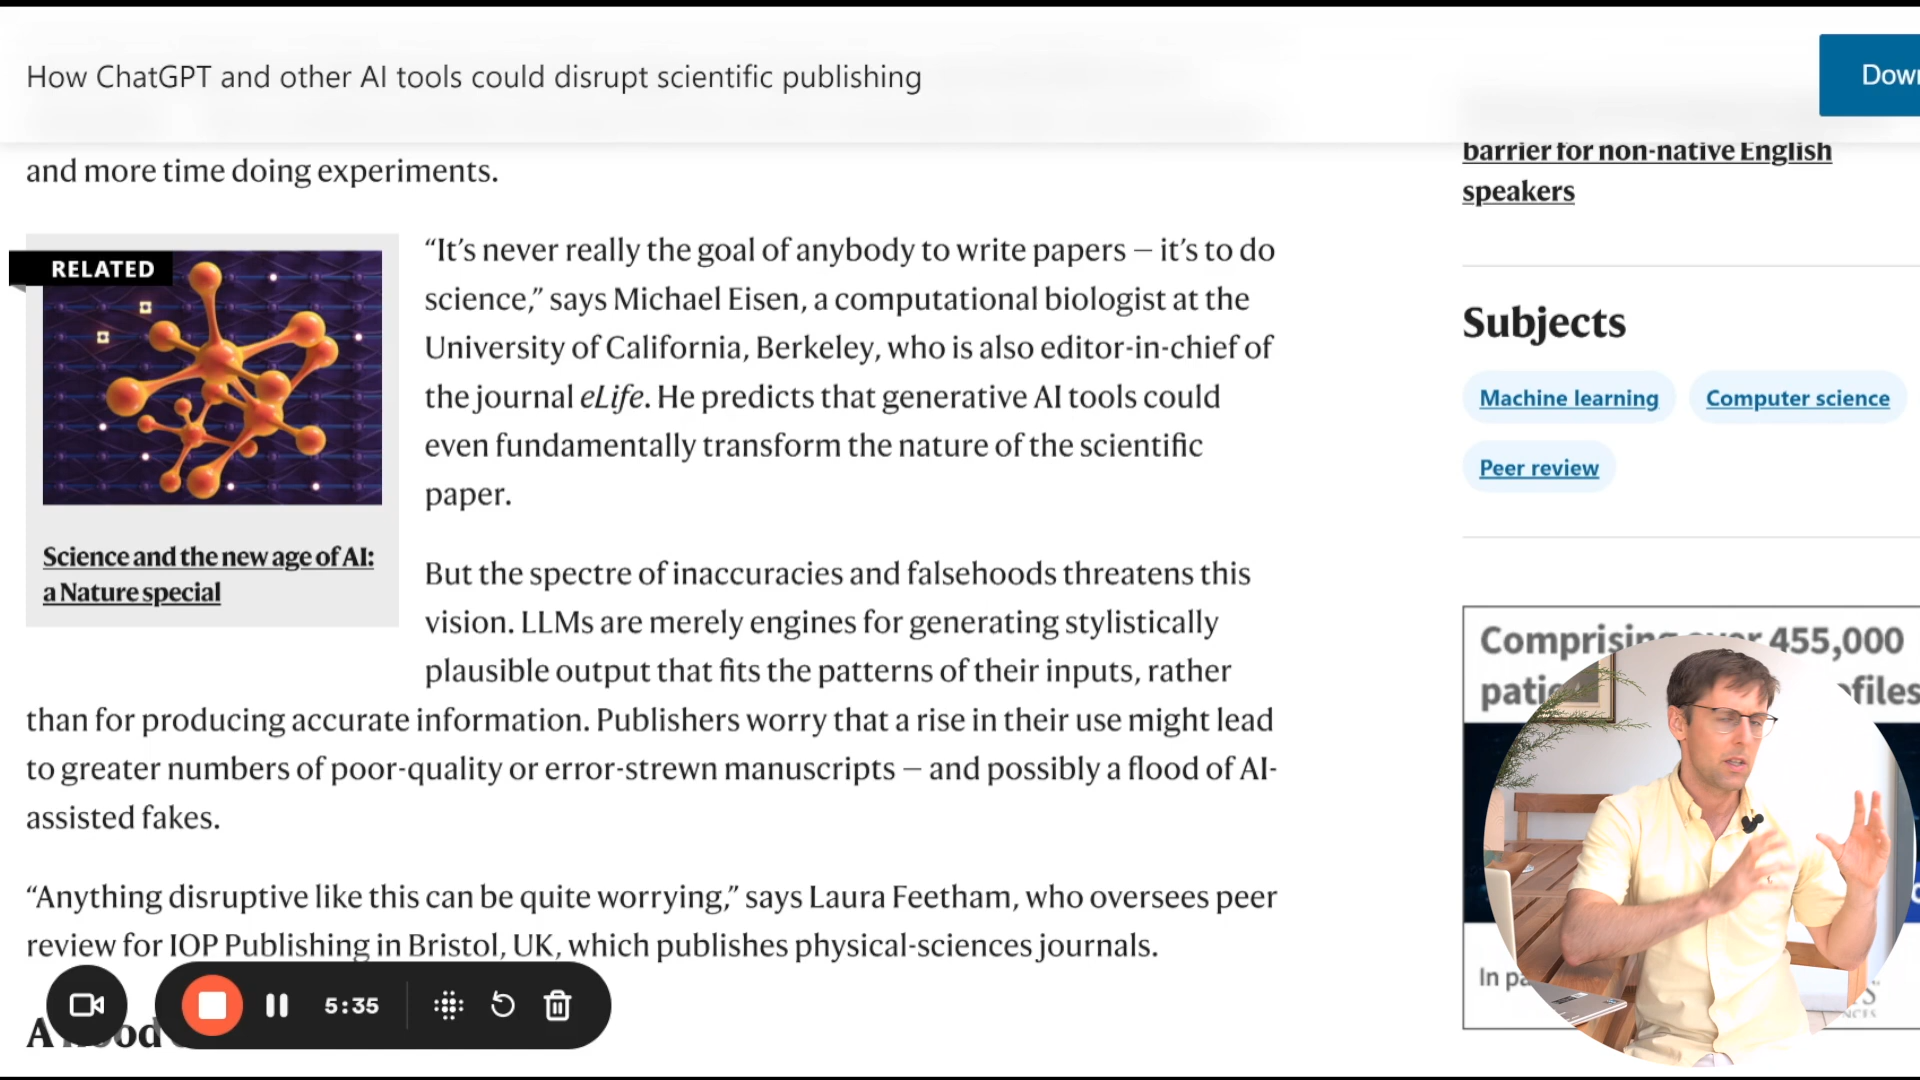 How ChatGPT and other AI tools could disrupt scientific publishing
Down
and more time doing experiments.
RELATED
Science and the new age of AI:
a Nature special
“It’s never really the goal of anybody to write papers — it’s to do
science,” says Michael Eisen, a computational biologist at the
University of California, Berkeley, who is also editor-in-chief of
the journal eLife. He predicts that generative AI tools could
even fundamentally transform the nature of the scientific
paper.
But the spectre of inaccuracies and falsehoods threatens this
vision. LLMs are merely engines for generating stylistically
plausible output that fits the patterns of their inputs, rather
than for producing accurate information. Publishers worry that a rise in their use might lead
to greater numbers of poor-quality or error-strewn manuscripts — and possibly a flood of AI-
assisted fakes.
“Anything disruptive like this can be quite worrying,” says Laura Feetham, who oversees peer
review for IOP Publishing in Bristol, UK, which publishes physical-sciences journals.
A
5:35
barrier for non-native English
speakers
Subjects
Machine learning
Computer science
Peer review
Comprising over 455,000
In